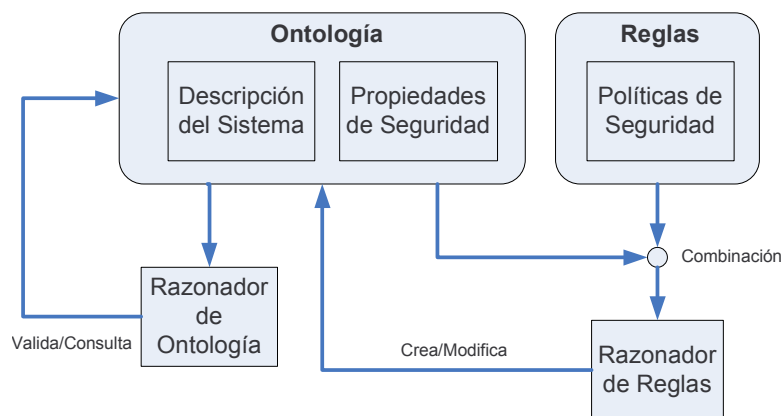 Ontología
Reglas
Descripción
del Sistema
Propiedades
de Seguridad
Políticas de
Seguridad
Combinación
Razonador
de
Ontología
Valida/Consulta
Crea/Modifica
Razonador
de Reglas